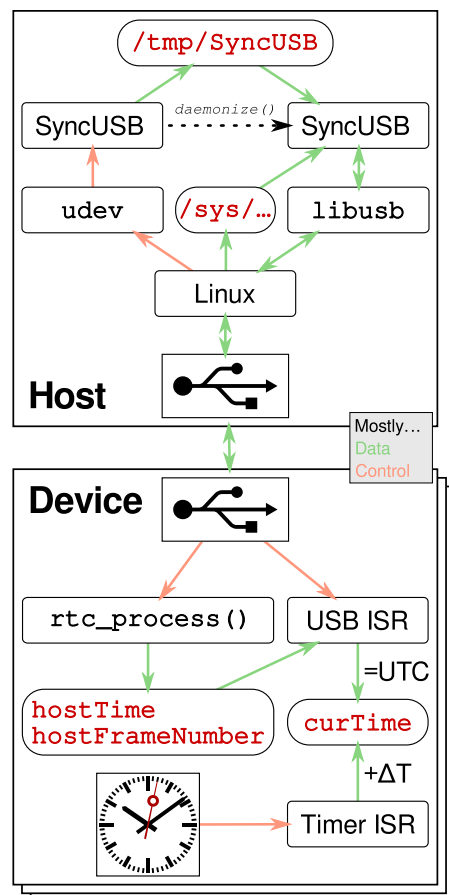 /tmp/SyncUSB
daemonize()
SyncUSB
SyncUSB
udev
/sys/…
libusb
Linux
Host
Mostly…
Data
Control
Device
rtc_process()
USB ISR
=UTC
hostTime
hostFrameNumber
curTime
+ΔT
Timer ISR